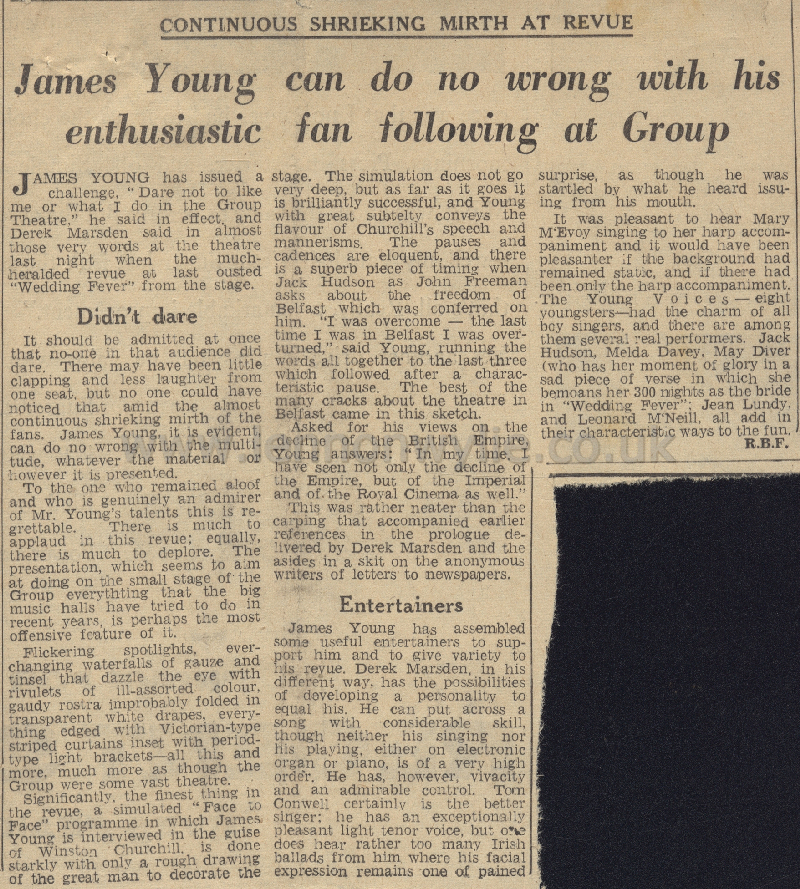 CONTINUOUS SHRIEKING MIRTH AT REVUE
James Young can do no wrong with his
enthusiastic fan following at Group
JAMES YOUNG has issued a
challenge, "Dare not to like
me or what I do in the Group
Theatre," he said in effect, and
Derek Marsden said in almost
those very words at the theatre
last night when the much-
heralded revue at last ousted
"Wedding Fever" from the stage.
Didn't dare
It should be admitted at once
that no-one in that audience did
dare. There may have been little
clapping and less laughter from
one seat, but no one could have
noticed that amid the almost
continuous shrieking mirth of the
fans. James Young, it is evident,
can do no wrong with the multi-
tude, whatever the material or
however it is presented.
To the one who remained aloof
and who is genuinely an admirer
of Mr. Young's talents this is re-
grettable. There is much to
applaud in this revue; equally,
there is much to deplore. The
presentation, which seems to aim
at doing on the small stage of the
Group everythting that the big
music halls have tried to do in
recent years, is perhaps the most
offensive feature of it.
Flickering spotlights, ever-
changing waterfalls of gauze and
tinsel that dazzle the eye with
rivulets of ill-assorted colour,
gaudy rostra improbably folded in
transparent white drapes, every-
thing edged with Victorian-type
striped curtains inset with period-
type light brackets—all this and
more, much more as though the
Group were some vast theatre.
Significantly, the finest thing in
the revue, a simulated "Face to
Face" programme in which James
Young is interviewed in the guise
of Winston Churchill, is done
starkly with only a rough drawing
of the great man to decorate the
stage. The simulation does not go
very deep, but as far as it goes it
is brilliantly successful, and Young
with great subtelty conveys the
flavour of Churchill's speech and
mannerisms. The pauses and
cadences are eloquent, and there
is a superb piece of timing when
Jack Hudson as John Freeman
asks about the freedom of
Belfast which was conferred on
him. "I was overcome — the last
time I was in Belfast I was over-
turned," said Young, running the
words all together to the last three
which followed after a charac-
teristic pause. The best of the
many cracks about the theatre in
Belfast came in this sketch.
Asked for his views on the
decline of the British Empire,
Young answers: "In my time, I
have seen not only the decline of
the Empire, but of the Imperial
and of the Royal Cinema as well."
This was rather neater than the
carping that accompanied earlier
references in the prologue de-
livered by Derek Marsden and the
asides in a skit on the anonymous
writers of letters to newspapers.
Entertainers
James Young has assembled
some useful entertainers to sup-
port him and to give variety to
his revue. Derek Marsden, in his
different way, has the possibilities
of developing a personality to
equal his. He can put across a
song with considerable skill,
though neither his singing nor
his playing, either on electronic
organ or piano, is of a very high
order. He has, however, vivacity
and an admirable control. Tom
Conwell certainly is the better
singer; he has an exceptionally
pleasant light tenor voice, but one
does hear rather too many Irish
ballads from him where his facial
expression remains one of pained
surprise, as though he was
startled by what he heard issu-
ing from his mouth.
It was pleasant to hear Mary
M'Evoy singing to her harp accom-
paniment and it would have been
pleasanter if the background had
remained static, and if there had
been only the harp accompaniment.
The Young Voices — eight
youngsters—had the charm of all
boy singers, and there are among
them several real performers. Jack
Hudson, Melda Davey, May Diver
(who has her moment of glory in a
sad piece of verse in which she
bemoans her 300 nights as the bride
in "Wedding Fever"; Jean Lundy,
and Leonard M'Neill, all add in
their characteristic ways to the fun.
R.B.F.